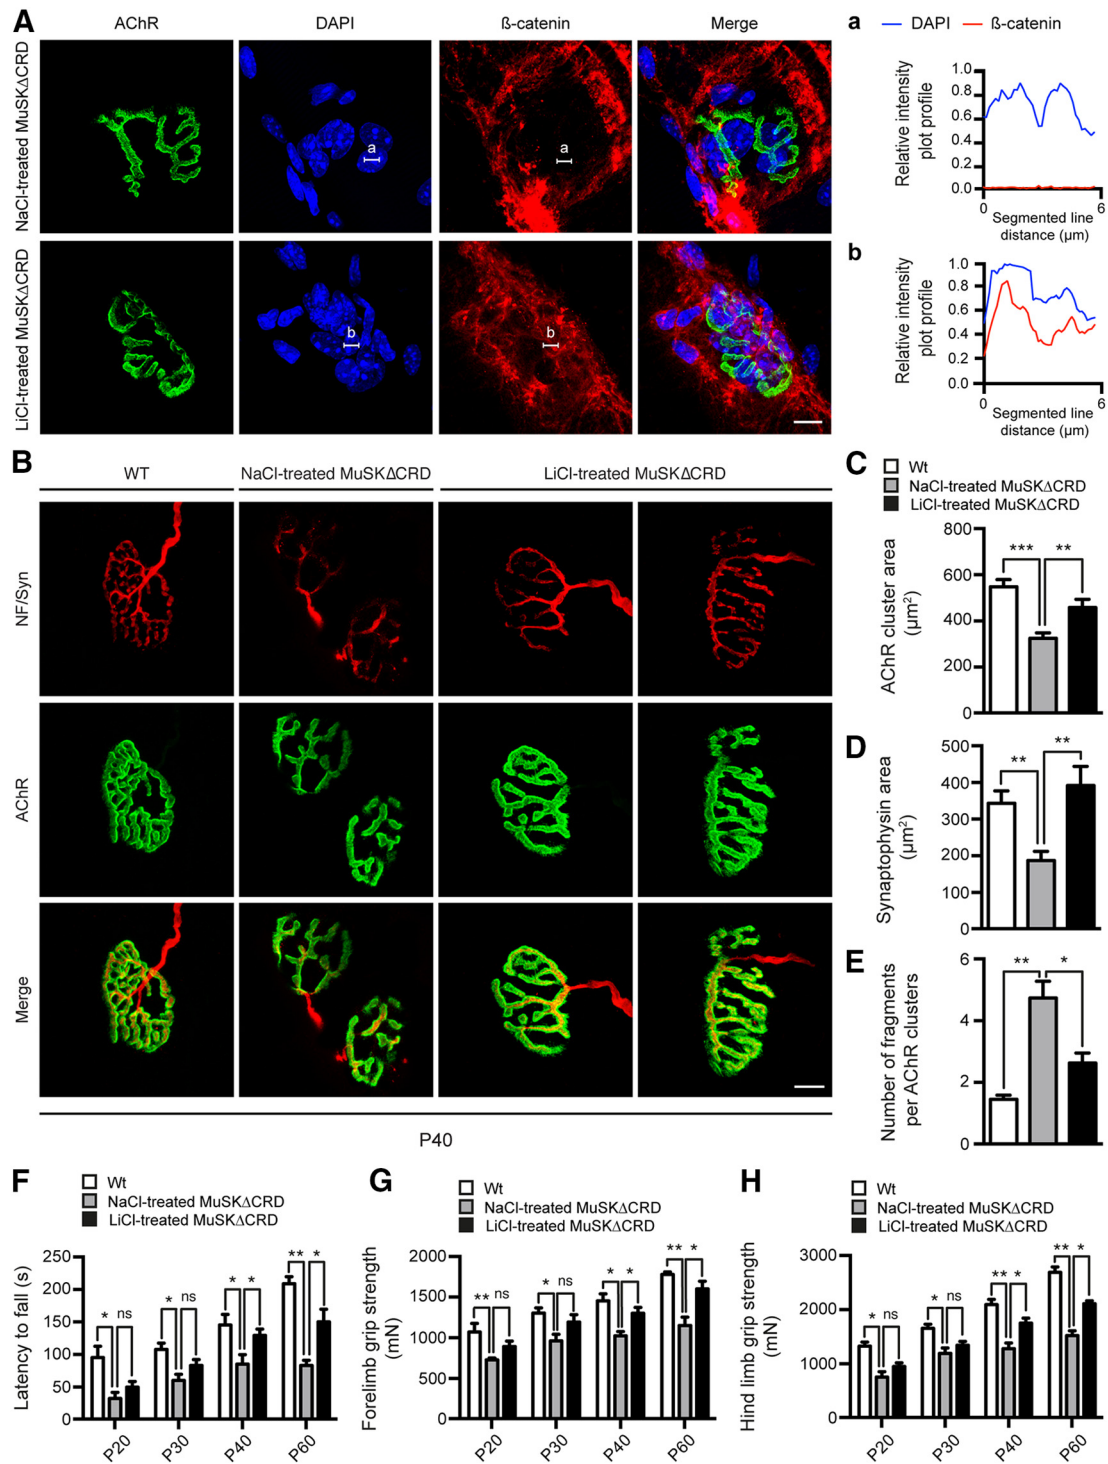 A
AChR
DAPI
ß-catenin
Merge
NaCl-treated MuSKΔCRD
a
a
LiCl-treated MuSKΔCRD
b
b
a
DAPI
ß-catenin
Relative intensity
plot profile
1.0
0.8
0.6
0.4
0.2
0.0
0
6
Segmented line
distance (µm)
b
Relative intensity
plot profile
1.0
0.8
0.6
0.4
0.2
0.0
0
6
Segmented line
distance (µm)
B
WT
NaCl-treated MuSKΔCRD
LiCl-treated MuSKΔCRD
NF/Syn
AChR
Merge
P40
C
Wt
NaCl-treated MuSKΔCRD
LiCl-treated MuSKΔCRD
AChR cluster area
(µm²)
800
600
400
200
0
***
**
D
Synaptophysin area
(µm²)
500
400
300
200
100
0
**
**
E
Number of fragments
per AChR clusters
6
4
2
0
**
*
F
Wt
NaCl-treated MuSKΔCRD
LiCl-treated MuSKΔCRD
Latency to fall (s)
250
200
150
100
50
0
* ns
* ns
* *
** *
P20
P30
P40
P60
G
Wt
NaCl-treated MuSKΔCRD
LiCl-treated MuSKΔCRD
Forelimb grip strength
(mN)
2000
1500
1000
500
0
** ns
* ns
* *
** *
P20
P30
P40
P60
H
Wt
NaCl-treated MuSKΔCRD
LiCl-treated MuSKΔCRD
Hind limb grip strength
(mN)
3000
2000
1000
0
* ns
* ns
** *
** *
P20
P30
P40
P60